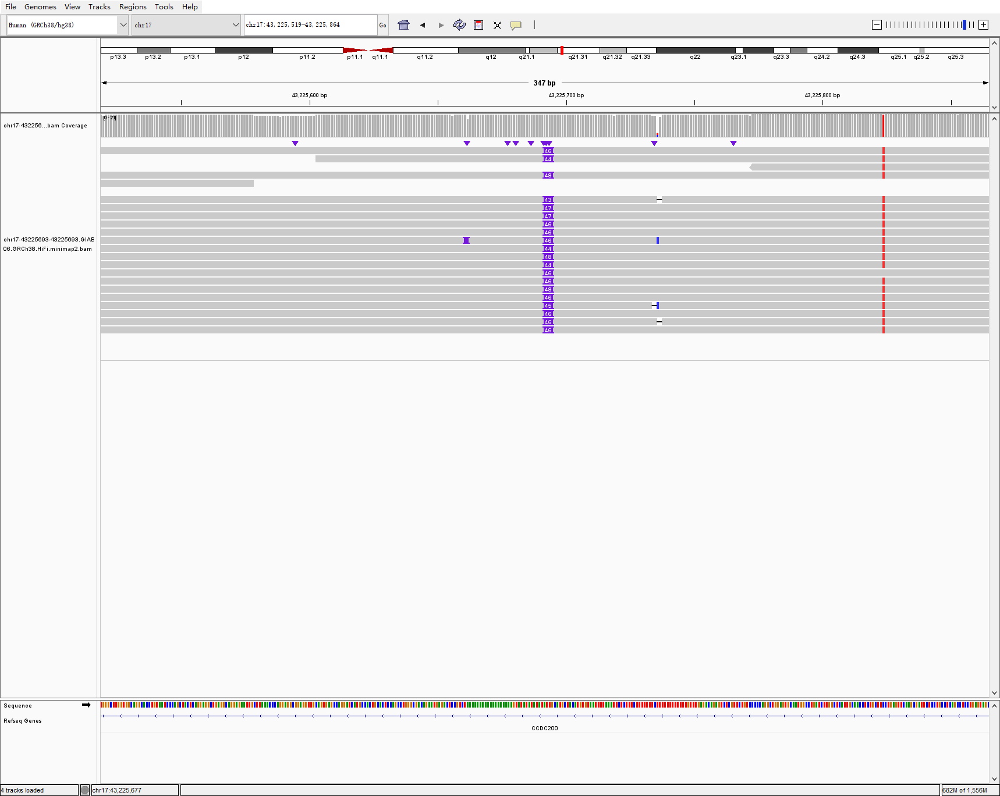 File Genomes View Tracks Regions Tools Help
Human (GRCh38/hg38) chr17 chr17:43,225,519-43,225,864 Go
p13.3 p13.2 p13.1 p12 p11.2 p11.1 q11.1 q11.2 q12 q21.1 q21.31 q21.32 q21.33 q22 q23.1 q23.3 q24.2 q24.3 q25.1 q25.2 q25.3
347 bp
43,225,600 bp 43,225,700 bp 43,225,800 bp
chr17-432256...bam Coverage
[0-21]
46
44
48
43
47
47
46
46
46
44
48
44
46
46
48
46
45
46
46
46
chr17-43225693-43225693.GIAB
06.GRCh38.HiFi.minimap2.bam
Sequence
Refseq Genes
CCDC200
4 tracks loaded chr17:43,225,677 682M of 1,556M